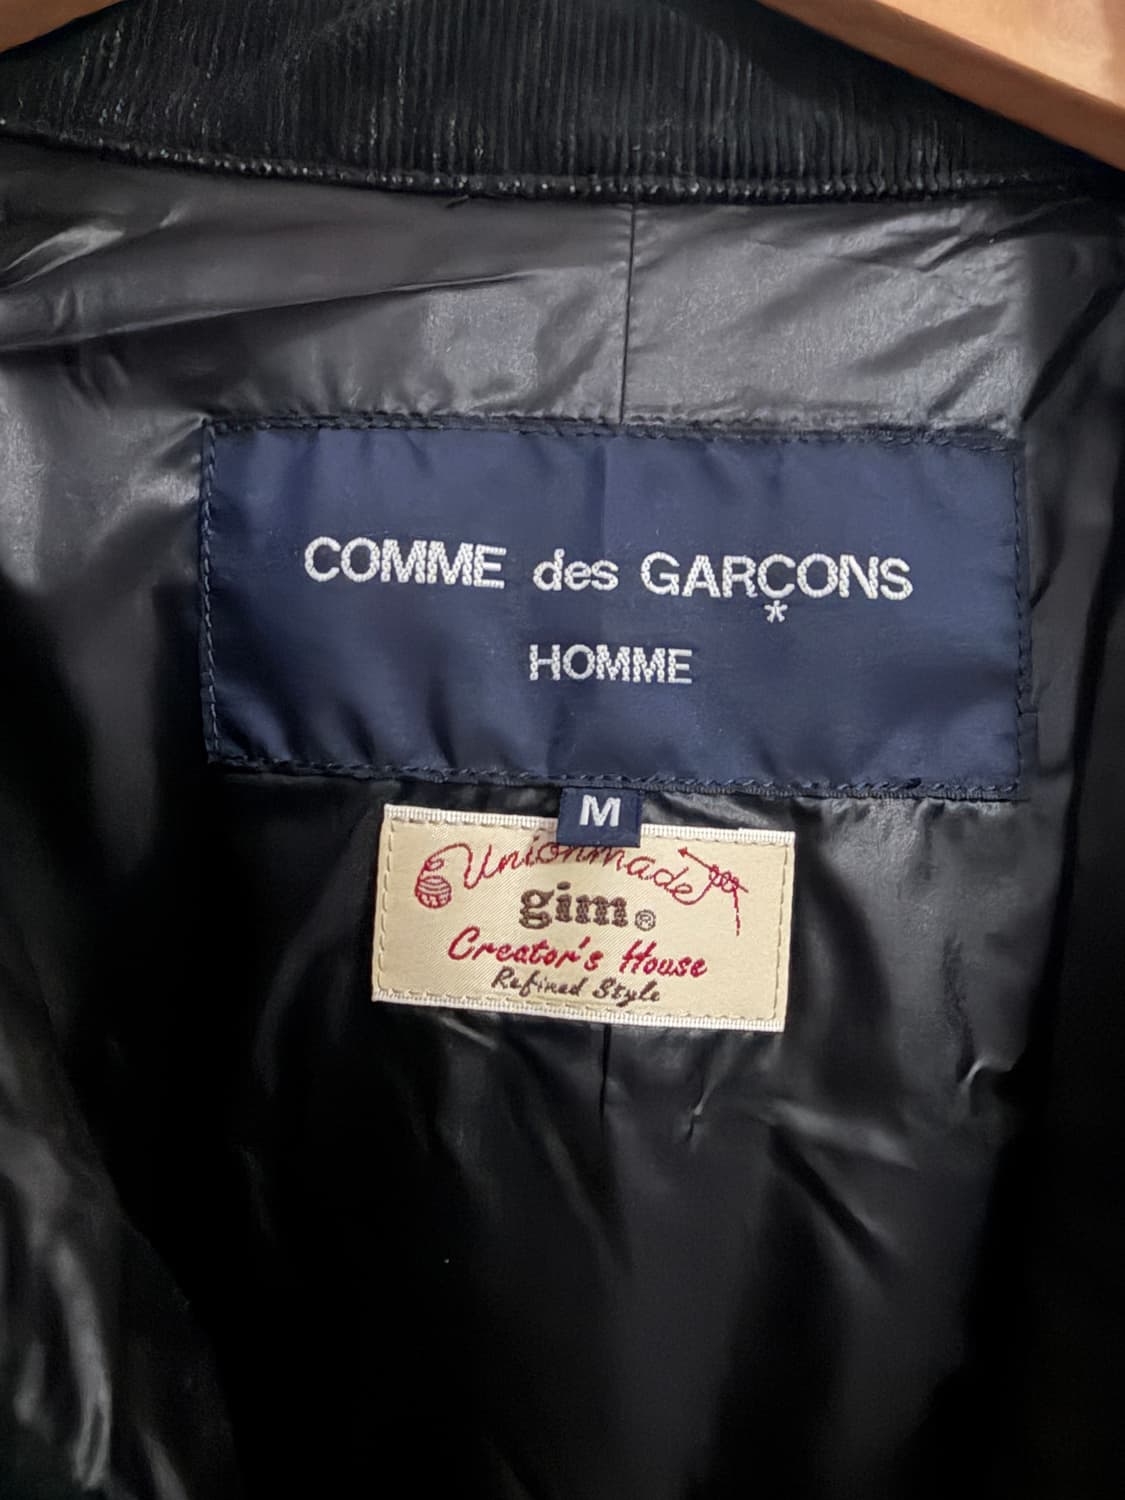 COMME des GARÇONS
*
HOMME
M
Unionmade
gim®
Creator's House
Refined Style